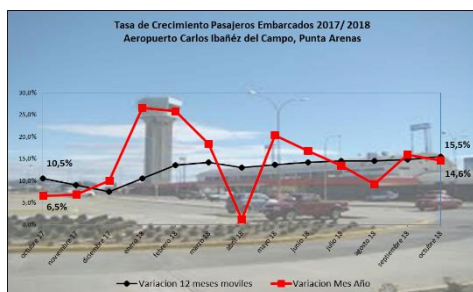 Tasa de Crecimiento Pasajeros Embarcados 2017/ 2018
Aeropuerto Carlos Ibañéz del Campo, Punta Arenas
30,0%
25,0%
20,0%
15,0%
10,0%
5,0%
0,0%
10,5%
6,5%
15,5%
14,6%
octubre 17
noviembre 17
diciembre 17
enero 18
febrero 18
marzo 18
abril 18
mayo 18
junio 18
julio 18
agosto 18
septiembre 18
octubre 18
Variacion 12 meses moviles
Variacion Mes Año